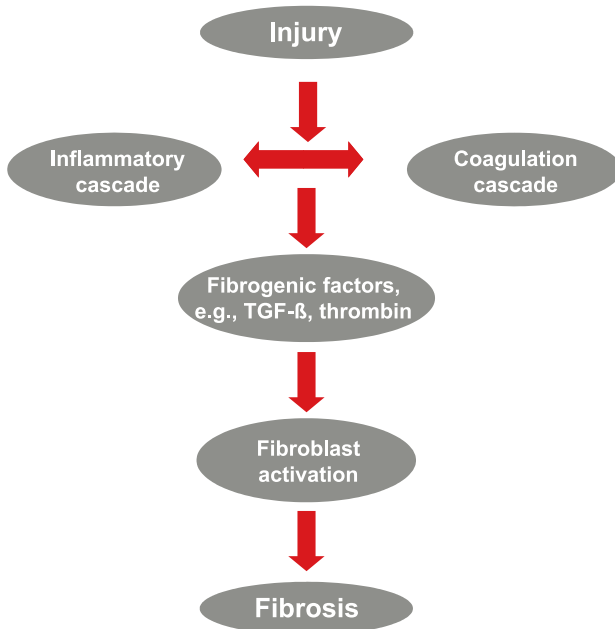 Injury
Inflammatory
cascade
Coagulation
cascade
Fibrogenic factors,
e.g., TGF-ß, thrombin
Fibroblast
activation
Fibrosis